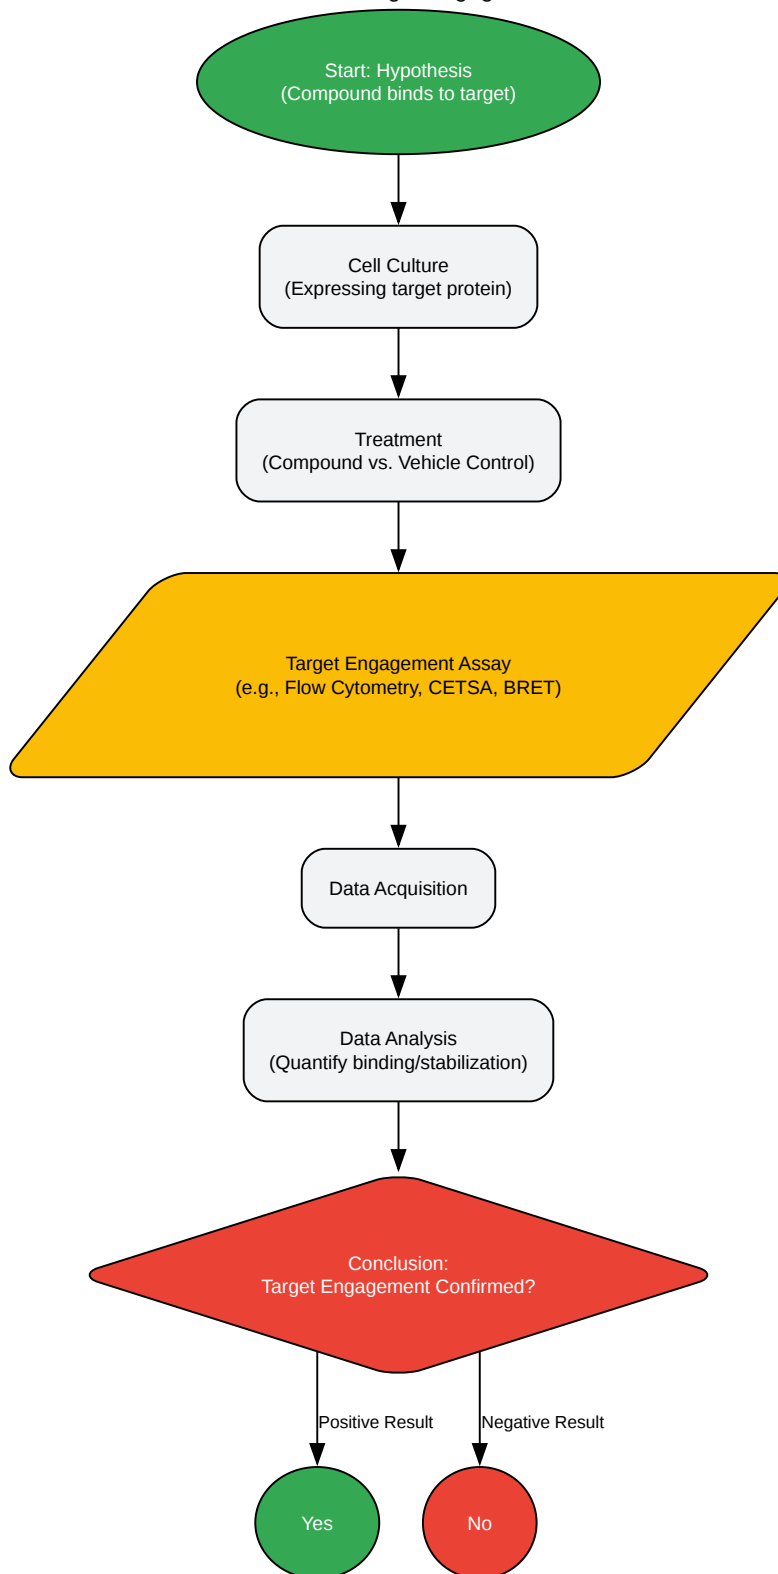 Start: Hypothesis
(Compound binds to target)
Cell Culture
(Expressing target protein)
Treatment
(Compound vs. Vehicle Control)
Target Engagement Assay
(e.g., Flow Cytometry, CETSA, BRET)
Data Acquisition
Data Analysis
(Quantify binding/stabilization)
Conclusion:
Target Engagement Confirmed?
Positive Result
Negative Result
Yes
No